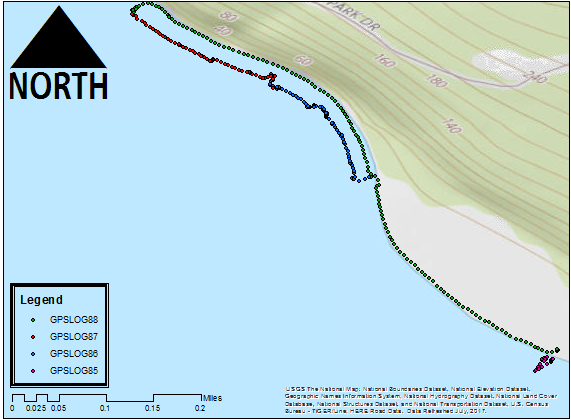 PARK DR
80
40
60
160
180
240
140
NORTH
Legend
GPSLOG88
GPSLOG87
GPSLOG86
GPSLOG85
0 0.025 0.05 0.1 0.15 0.2 Miles
USGS The National Map: National Boundaries Dataset, National Elevation Dataset,
Geographic Names Information System, National Hydrography Dataset, National Land Cover
Database, National Structures Dataset, and National Transportation Dataset; U.S. Census
Bureau - TIGER/Line; HERE Road Data. Data Refreshed July, 2017.